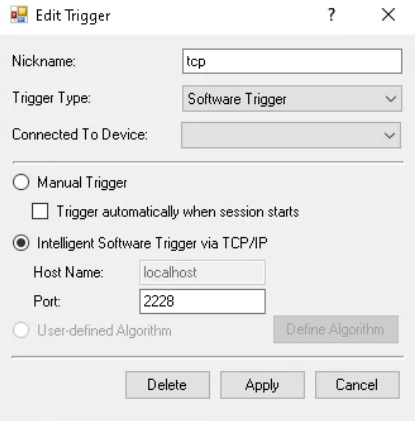 Edit Trigger ?
Nickname: tcp
Trigger Type: Software Trigger
Connected To Device:
Manual Trigger
Trigger automatically when session starts
Intelligent Software Trigger via TCP/IP
Host Name: localhost
Port: 2228
User-defined Algorithm Define Algorithm
Delete Apply Cancel